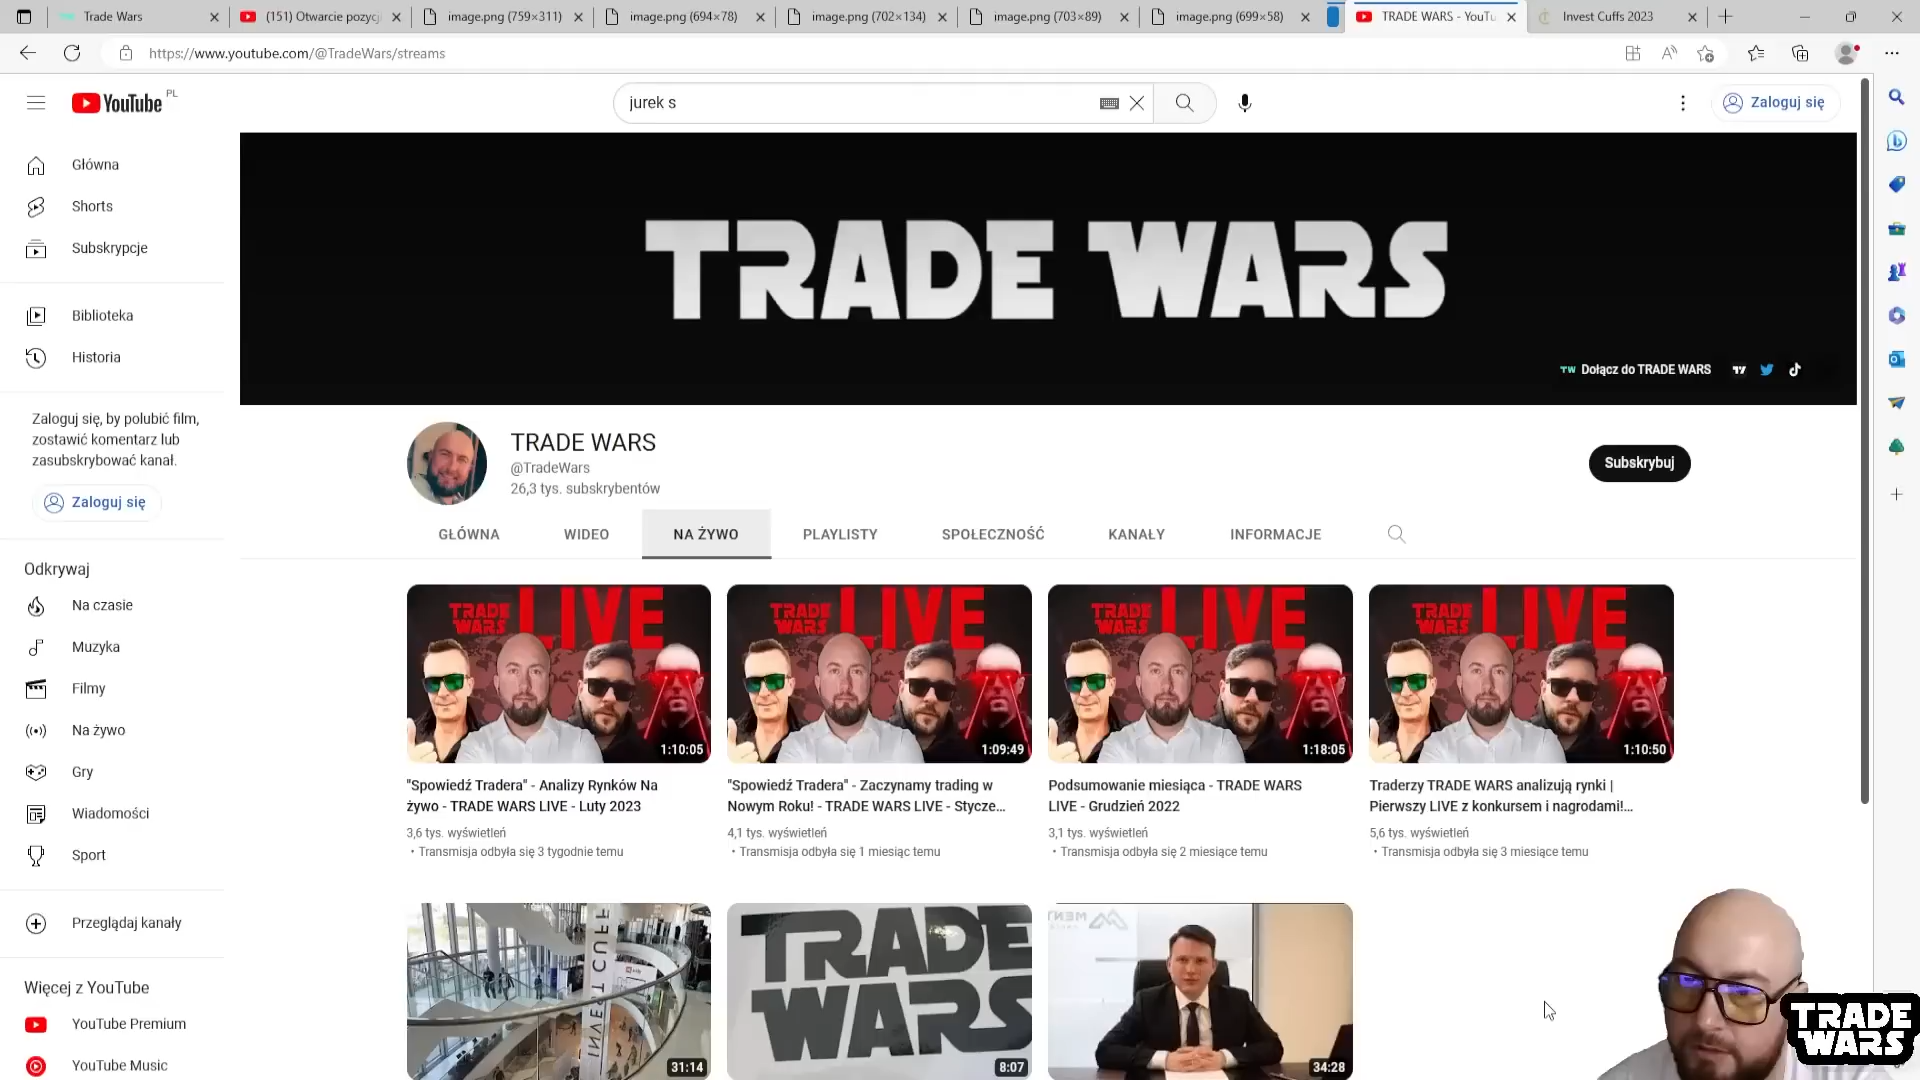 Trade Wars
(151) Otwarcie pozycji
image.png (759×311)
image.png (694×78)
image.png (702×134)
image.png (703×89)
image.png (699×58)
TRADE WARS - YouTu
Invest Cuffs 2023
https://www.youtube.com/@TradeWars/streams
YouTube PL
jurek s
Zaloguj się
Główna
Shorts
Subskrypcje
Biblioteka
Historia
Zaloguj się, by polubić film,
zostawić komentarz lub
zasubskrybować kanał.
Zaloguj się
Odkrywaj
Na czasie
Muzyka
Filmy
Na żywo
Gry
Wiadomości
Sport
Przeglądaj kanały
Więcej z YouTube
YouTube Premium
YouTube Music
TRADE WARS
TW Dołącz do TRADE WARS
TRADE WARS
@TradeWars
26,3 tys. subskrybentów
Subskrybuj
GŁÓWNA
WIDEO
NA ŻYWO
PLAYLISTY
SPOŁECZNOŚĆ
KANAŁY
INFORMACJE
TRADE WARS LIVE
1:10:05
"Spowiedź Tradera" - Analizy Rynków Na
żywo - TRADE WARS LIVE - Luty 2023
3,6 tys. wyświetleń
• Transmisja odbyła się 3 tygodnie temu
TRADE WARS LIVE
1:09:49
"Spowiedź Tradera" - Zaczynamy trading w
Nowym Roku! - TRADE WARS LIVE - Stycze...
4,1 tys. wyświetleń
• Transmisja odbyła się 1 miesiąc temu
TRADE WARS LIVE
1:18:05
Podsumowanie miesiąca - TRADE WARS
LIVE - Grudzień 2022
3,1 tys. wyświetleń
• Transmisja odbyła się 2 miesiące temu
TRADE WARS LIVE
1:10:50
Traderzy TRADE WARS analizują rynki |
Pierwszy LIVE z konkursem i nagrodami!...
5,6 tys. wyświetleń
• Transmisja odbyła się 3 miesiące temu
INVEST CUFF
31:14
TRADE
WARS
8:07
34:28
TRADE
WARS